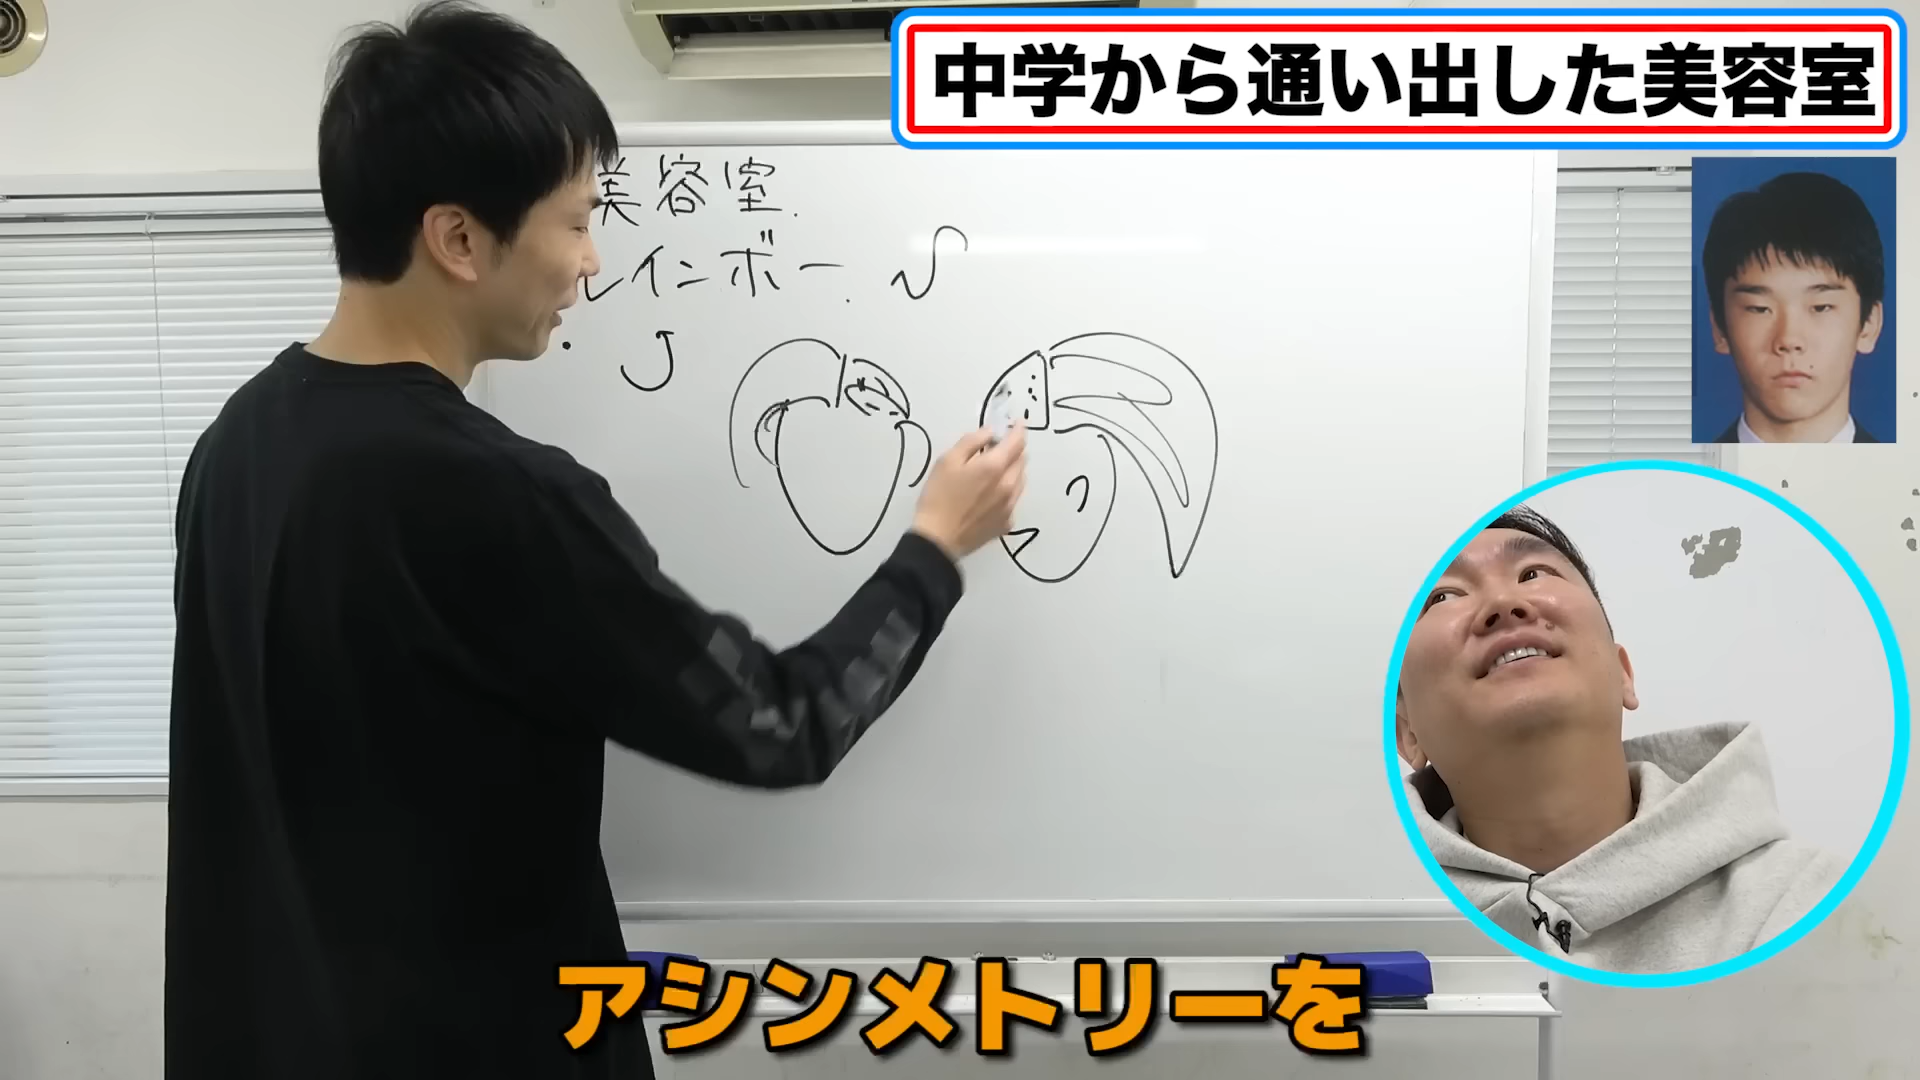 中学から通い出した美容室
美容室.
レインボー.
アシンメトリーを